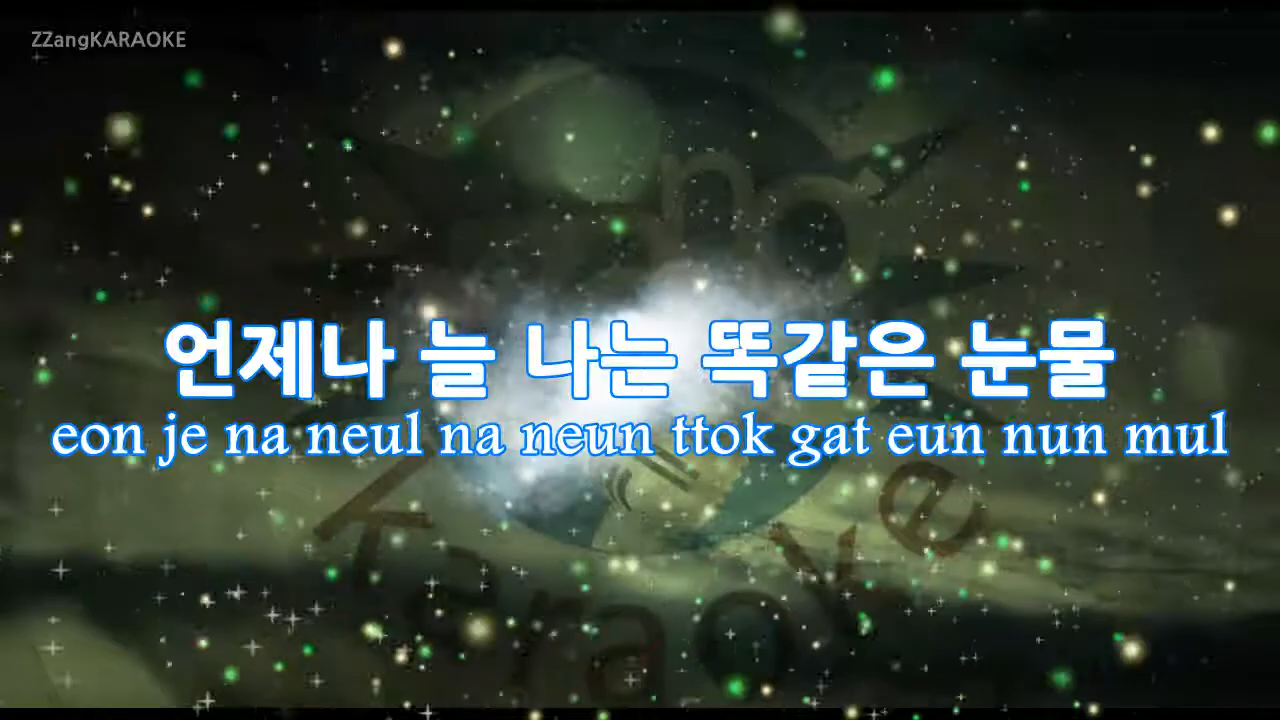 ZZangKARAOKE
언제나 늘 나는 똑같은 눈물
eon je na neul na neun ttok gat eun nun mul
Karaoke